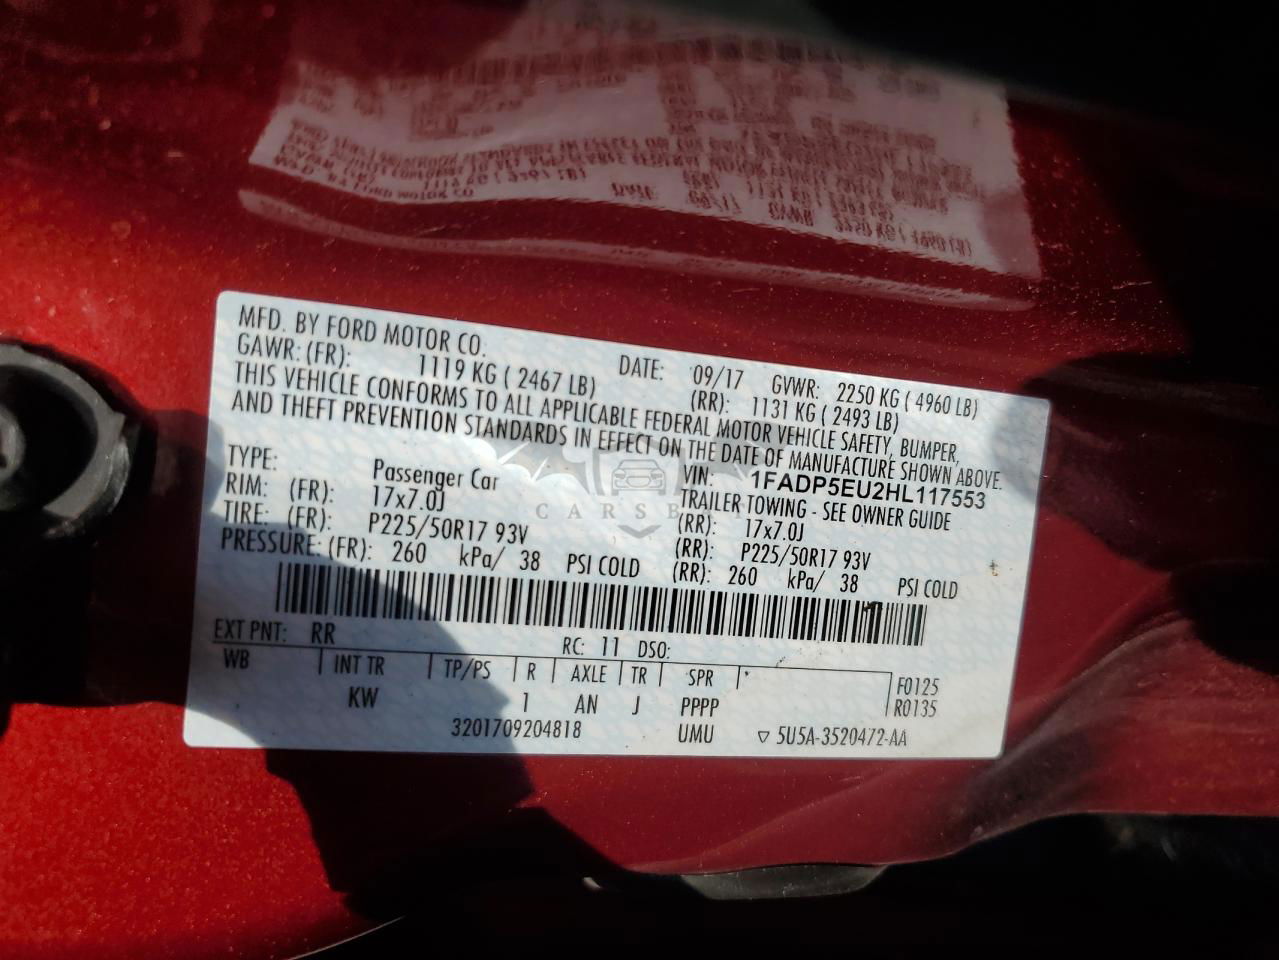 MFD. BY FORD MOTOR CO. DATE: 09/17 GVWR: 2250 KG ( 4960 LB)
GAWR: (FR): 1119 KG ( 2467 LB) (RR): 1131 KG ( 2493 LB)
THIS VEHICLE CONFORMS TO ALL APPLICABLE FEDERAL MOTOR VEHICLE SAFETY, BUMPER,
AND THEFT PREVENTION STANDARDS IN EFFECT ON THE DATE OF MANUFACTURE SHOWN ABOVE.
VIN: 1FADP5EU2HL117553
TYPE: Passenger Car TRAILER TOWING - SEE OWNER GUIDE
RIM: (FR): 17x7.0J (RR): 17x7.0J
TIRE: (FR): P225/50R17 93V (RR): P225/50R17 93V
PRESSURE: (FR): 260 kPa/ 38 PSI COLD (RR): 260 kPa/ 38 PSI COLD
EXT PNT: RR RC: 11 DSO:
WB INT TR TP/PS R AXLE TR SPR F0125
KW 1 AN J PPPP R0135
3201709204818 UMU ▽ 5U5A-3520472-AA